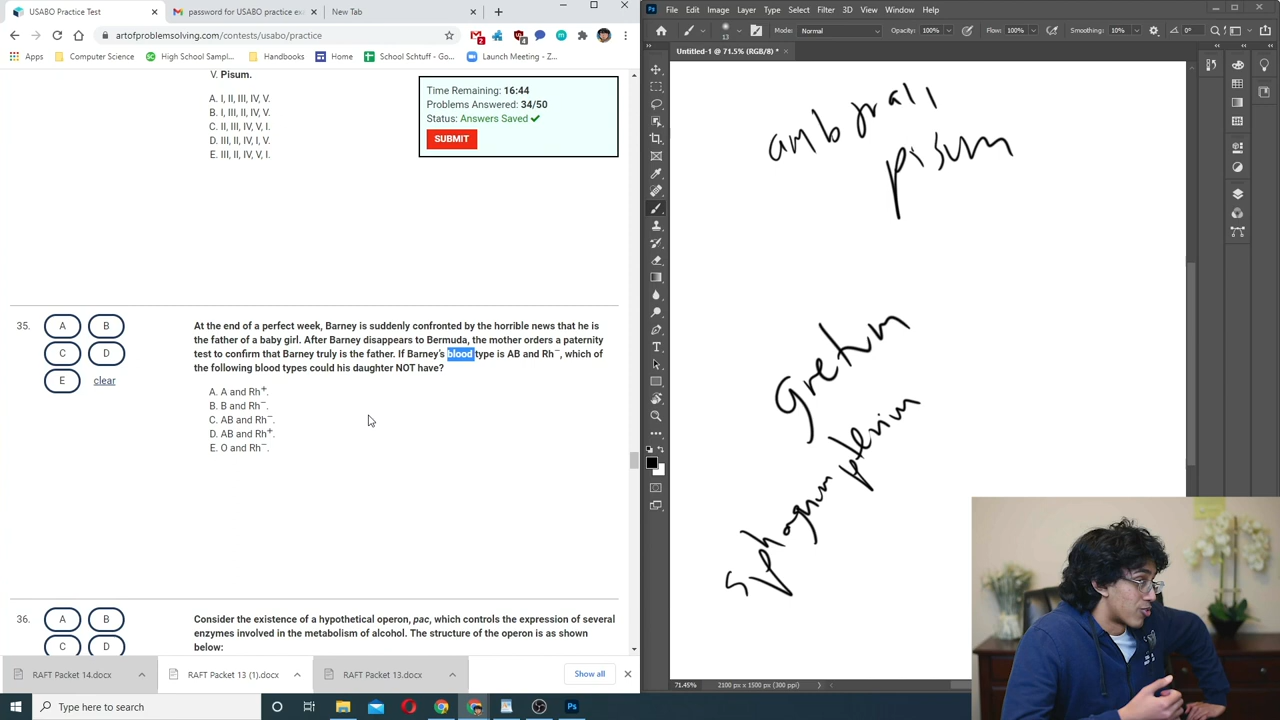 USABO Practice Test
password for USABO practice ex
New Tab
artofproblemsolving.com/contests/usabo/practice
Apps
Computer Science
High School Sampl...
Handbooks
Home
School Schtuff - Go...
Launch Meeting - Z...
V. Pisum.
A. I, II, III, IV, V.
B. I, III, II, IV, V.
C. II, III, IV, V, I.
D. III, II, IV, I, V.
E. III, II, IV, V, I.
Time Remaining: 16:44
Problems Answered: 34/50
Status: Answers Saved ✔
SUBMIT
35.
A B
C D
E clear
At the end of a perfect week, Barney is suddenly confronted by the horrible news that he is
the father of a baby girl. After Barney disappears to Bermuda, the mother orders a paternity
test to confirm that Barney truly is the father. If Barney's blood type is AB and Rh−, which of
the following blood types could his daughter NOT have?
A. A and Rh+.
B. B and Rh−.
C. AB and Rh−.
D. AB and Rh+.
E. O and Rh−.
36.
A B
C D
Consider the existence of a hypothetical operon, pac, which controls the expression of several
enzymes involved in the metabolism of alcohol. The structure of the operon is as shown
below:
RAFT Packet 14.docx
RAFT Packet 13 (1).docx
RAFT Packet 13.docx
Show all
Type here to search
Ps
File Edit Image Layer Type Select Filter 3D View Window Help
13
Mode: Normal
Opacity: 100%
Flow: 100%
Smoothing: 10%
0°
Untitled-1 @ 71.5% (RGB/8) *
pisum
gnetum
sphagnum pterium
71.45%
2100 px x 1500 px (300 ppi)